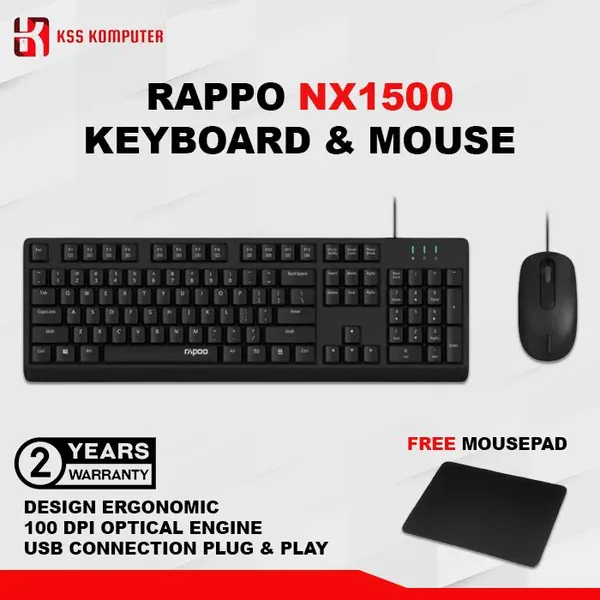 KSS KOMPUTER
RAPPO NX1500
KEYBOARD & MOUSE
rapoo
2 YEARS
WARRANTY
FREE MOUSEPAD
DESIGN ERGONOMIC
100 DPI OPTICAL ENGINE
USB CONNECTION PLUG & PLAY